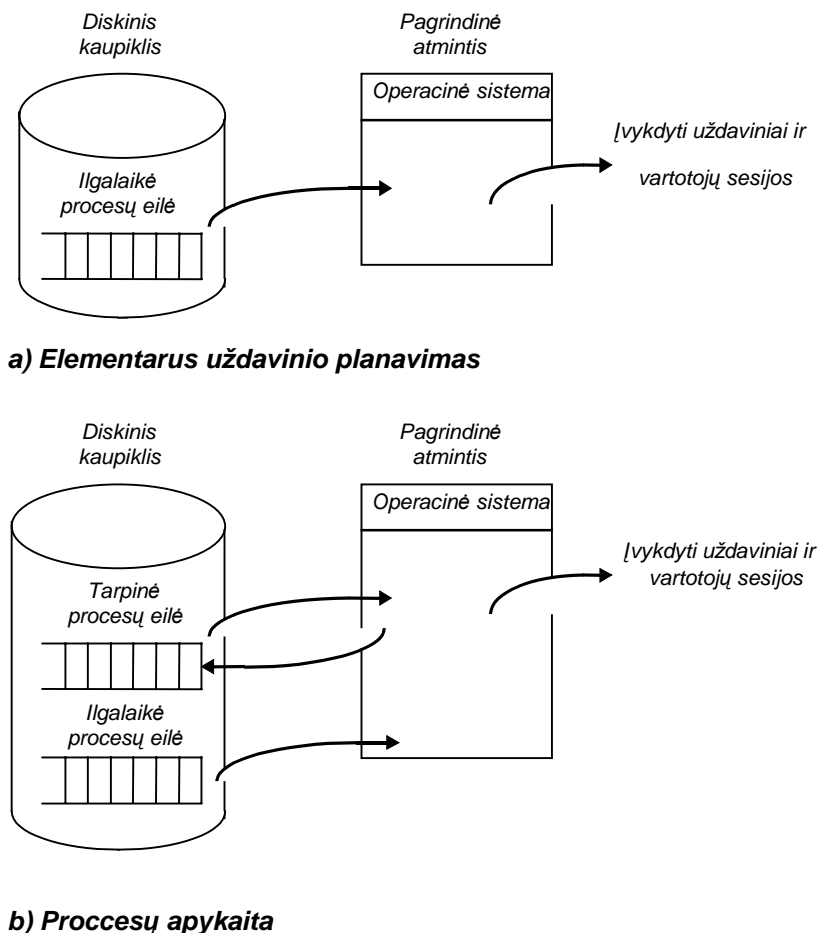 Diskinis
kaupiklis
Pagrindinė
atmintis
Operacinė sistema
Įvykdyti uždaviniai ir
vartotojų sesijos
Ilgalaikė
procesų eilė
a) Elementarus uždavinio planavimas
Diskinis
kaupiklis
Pagrindinė
atmintis
Operacinė sistema
Įvykdyti uždaviniai ir
vartotojų sesijos
Tarpinė
procesų eilė
Ilgalaikė
procesų eilė
b) Proccesų apykaita